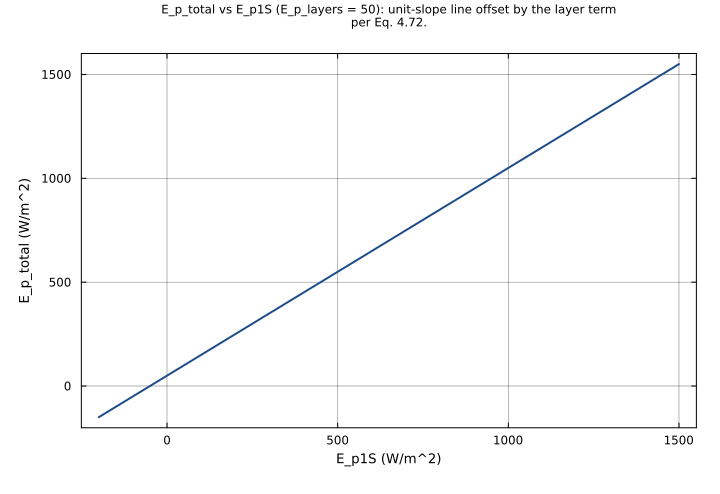 E_p_total vs E_p1S (E_p_layers = 50): unit-slope line offset by the layer term
per Eq. 4.72.
1500
1000
500
0
E_p_total (W/m^2)
0
500
1000
1500
E_p1S (W/m^2)